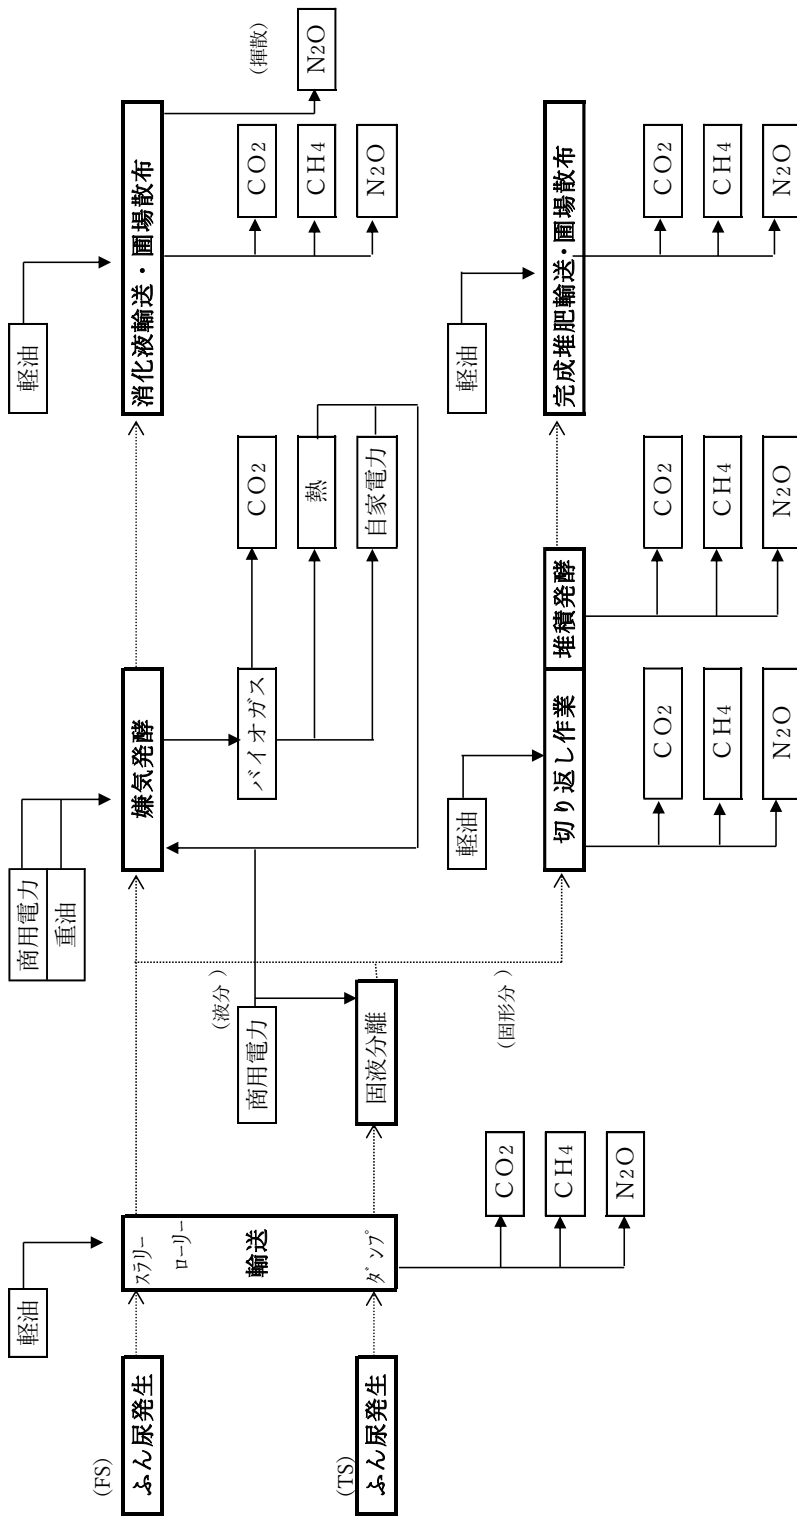 (FS)
ふん尿発生
(TS)
ふん尿発生
軽油
スラリー
ローリー
輸送
ダンプ
CO2
CH4
N2O
商用電力
固液分離
(液分)
(固形分)
商用電力
重油
嫌気発酵
バイオガス
CO2
熱
自家電力
軽油
消化液輸送・圃場散布
(揮散)
N2O
CO2
CH4
N2O
軽油
切り返し作業
堆積発酵
CO2
CH4
N2O
CO2
CH4
N2O
軽油
完成堆肥輸送・圃場散布
CO2
CH4
N2O